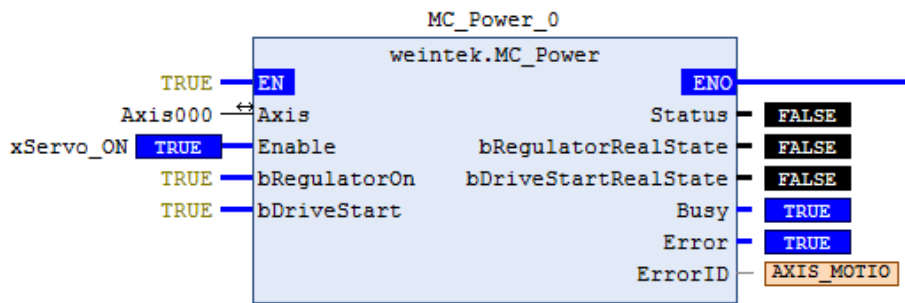 MC_Power_0
weintek.MC_Power
TRUE EN ENO
Axis000 Axis Status FALSE
xServo_ON TRUE Enable bRegulatorRealState FALSE
TRUE bRegulatorOn bDriveStartRealState FALSE
TRUE bDriveStart Busy TRUE
Error TRUE
ErrorID AXIS_MOTIO